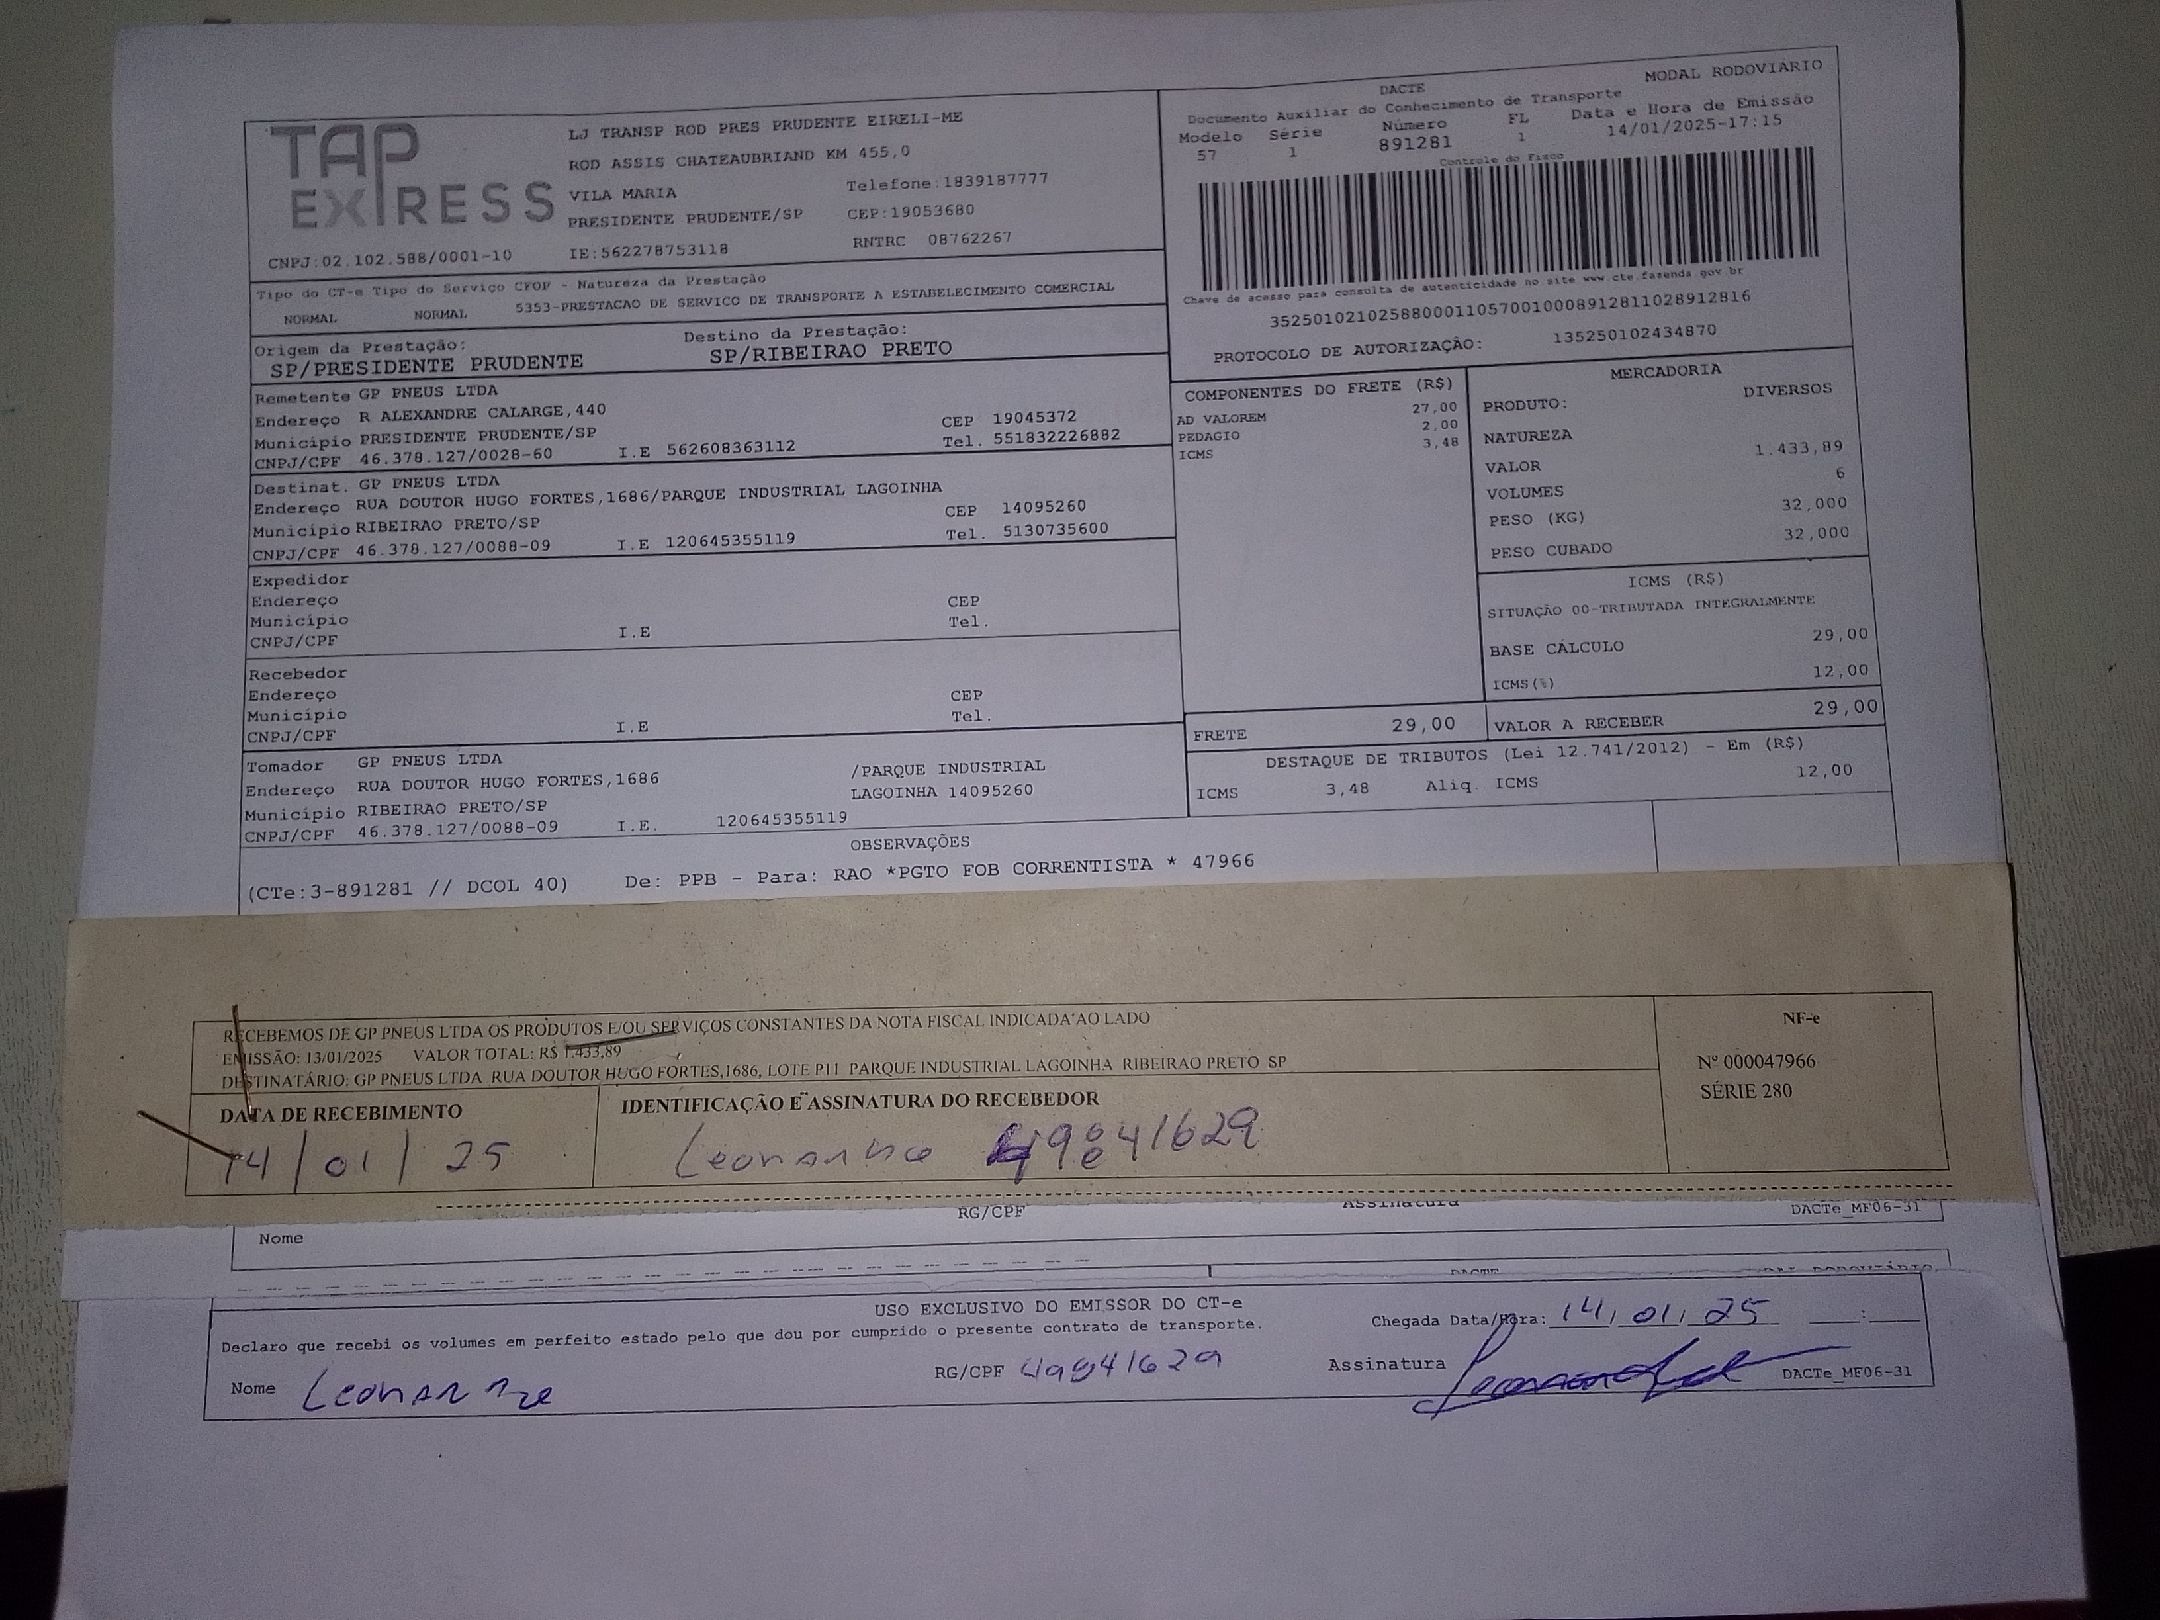 TAP EXPRESS
LJ TRANSP ROD PRES PRUDENTE EIRELI-ME
ROD ASSIS CHATEAUBRIAND KM 455,0
VILA MARIA Telefone:1839187777
PRESIDENTE PRUDENTE/SP CEP:19053680
CNPJ:02.102.588/0001-10 IE:562278753118 RNTRC 08762267
DACTE MODAL RODOVIÁRIO
Documento Auxiliar do Conhecimento de Transporte
Modelo Série Número FL Data e Hora de Emissão
57 1 891281 1 14/01/2025-17:15
Controle do Fisco
Chave de acesso para consulta de autenticidade no site www.cte.fazenda.gov.br
35250102102588000110570010008912811028912816
PROTOCOLO DE AUTORIZAÇÃO: 135250102434870
Tipo do CT-e Tipo do Serviço CFOP - Natureza da Prestação
NORMAL NORMAL 5353-PRESTACAO DE SERVICO DE TRANSPORTE A ESTABELECIMENTO COMERCIAL
Origem da Prestação: Destino da Prestação:
SP/PRESIDENTE PRUDENTE SP/RIBEIRAO PRETO
Remetente GP PNEUS LTDA
Endereço R ALEXANDRE CALARGE,440 CEP 19045372
Município PRESIDENTE PRUDENTE/SP Tel. 551832226882
CNPJ/CPF 46.378.127/0028-60 I.E 562608363112
Destinat. GP PNEUS LTDA
Endereço RUA DOUTOR HUGO FORTES,1686/PARQUE INDUSTRIAL LAGOINHA
Município RIBEIRAO PRETO/SP CEP 14095260
CNPJ/CPF 46.378.127/0088-09 I.E 120645355119 Tel. 5130735600
Expedidor
Endereço CEP
Município Tel.
CNPJ/CPF I.E
Recebedor
Endereço CEP
Município Tel.
CNPJ/CPF I.E
Tomador GP PNEUS LTDA
Endereço RUA DOUTOR HUGO FORTES,1686 /PARQUE INDUSTRIAL
Município RIBEIRAO PRETO/SP LAGOINHA 14095260
CNPJ/CPF 46.378.127/0088-09 I.E. 120645355119
COMPONENTES DO FRETE (R$)
AD VALOREM 27,00
PEDAGIO 2,00
ICMS 3,48
FRETE 29,00
MERCADORIA
PRODUTO: DIVERSOS
NATUREZA
VALOR 1.433,89
VOLUMES 6
PESO (KG) 32,000
PESO CUBADO 32,000
ICMS (R$)
SITUAÇÃO 00-TRIBUTADA INTEGRALMENTE
BASE CÁLCULO 29,00
ICMS(%) 12,00
VALOR A RECEBER 29,00
DESTAQUE DE TRIBUTOS (Lei 12.741/2012) - Em (R$)
ICMS 3,48 Aliq. ICMS 12,00
OBSERVAÇÕES
(CTe:3-891281 // DCOL 40) De: PPB - Para: RAO *PGTO FOB CORRENTISTA * 47966
RECEBEMOS DE GP PNEUS LTDA OS PRODUTOS E/OU SERVIÇOS CONSTANTES DA NOTA FISCAL INDICADA AO LADO
EMISSÃO: 13/01/2025 VALOR TOTAL: R$ 1.433,89
DESTINATÁRIO: GP PNEUS LTDA RUA DOUTOR HUGO FORTES,1686, LOTE P11 PARQUE INDUSTRIAL LAGOINHA RIBEIRAO PRETO SP
NF-e
Nº 000047966
SÉRIE 280
DATA DE RECEBIMENTO IDENTIFICAÇÃO E ASSINATURA DO RECEBEDOR
14/01/25
Nome RG/CPF Assinatura DACTe_MF06-31
DACTE
USO EXCLUSIVO DO EMISSOR DO CT-e
Declaro que recebi os volumes em perfeito estado pelo que dou por cumprido o presente contrato de transporte.
Chegada Data/Hora: 14/01/25 :
Nome RG/CPF Assinatura DACTe_MF06-31